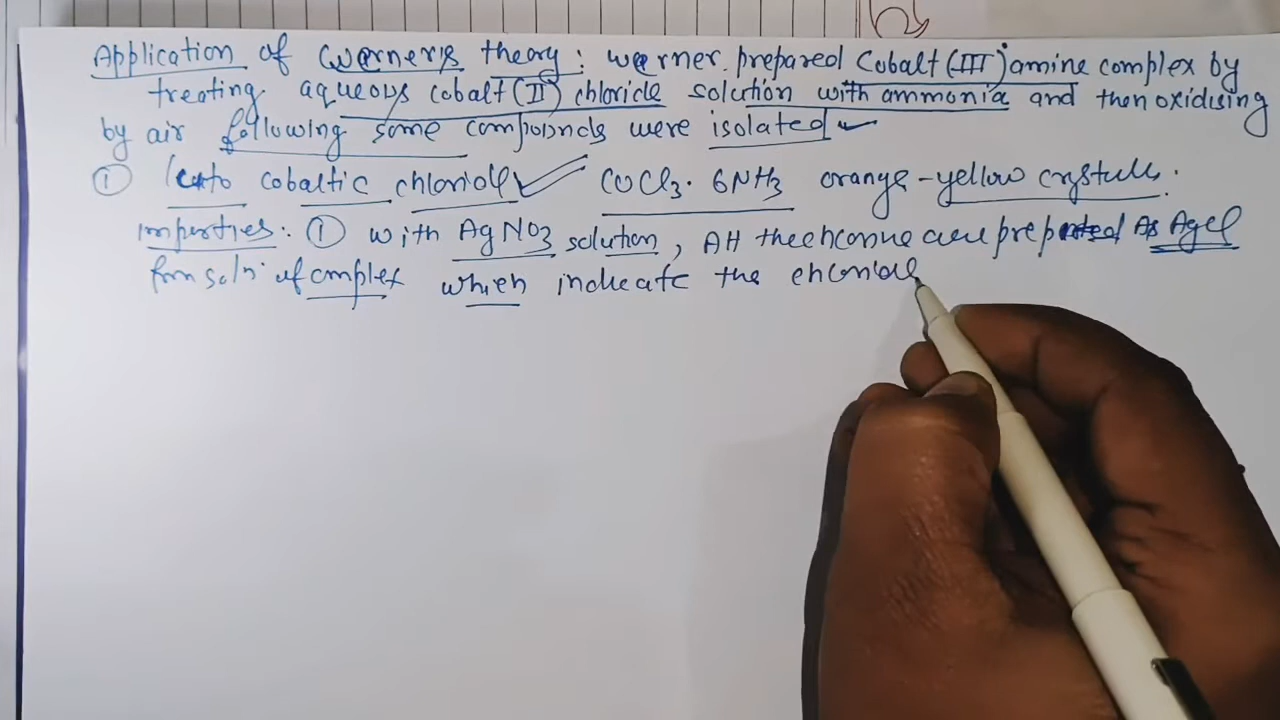 Application of Werner's theory : Werner prepared Cobalt (III) amine complex by
treating aqueous cobalt (II) chloride solution with ammonia and then oxidising
by air following some compounds were isolated
① Luto cobaltic chloride COCl3. 6NH3 orange-yellow crystals.
properties: ① with AgNO3 solution, All the chlorine are As Agcl
from soln of complex which indicate the chloride